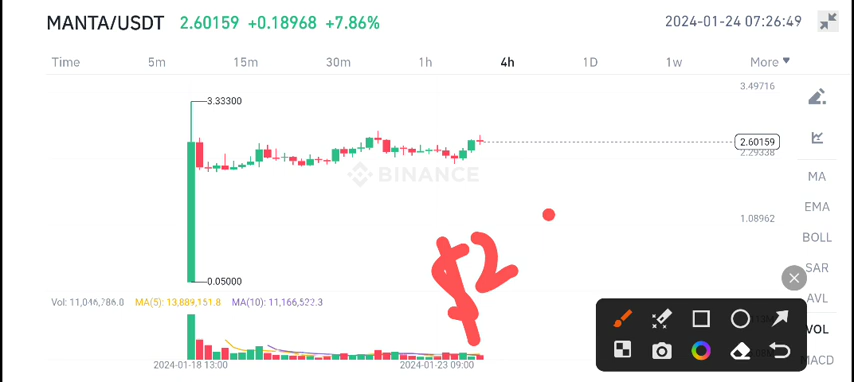 MANTA/USDT 2.60159 +0.18968 +7.86% 2024-01-24 07:26:49
Time 5m 15m 30m 1h 4h 1D 1w More
3.49716
3.33300
2.60159
2.29338
BINANCE
MA
EMA
1.08962
BOLL
$2
SAR
0.05000
AVL
Vol: 11,046,786.0 MA(5): 13,889,151.8 MA(10): 11,166,522.3
VOL
MACD
2024-01-18 13:00 2024-01-23 09:00